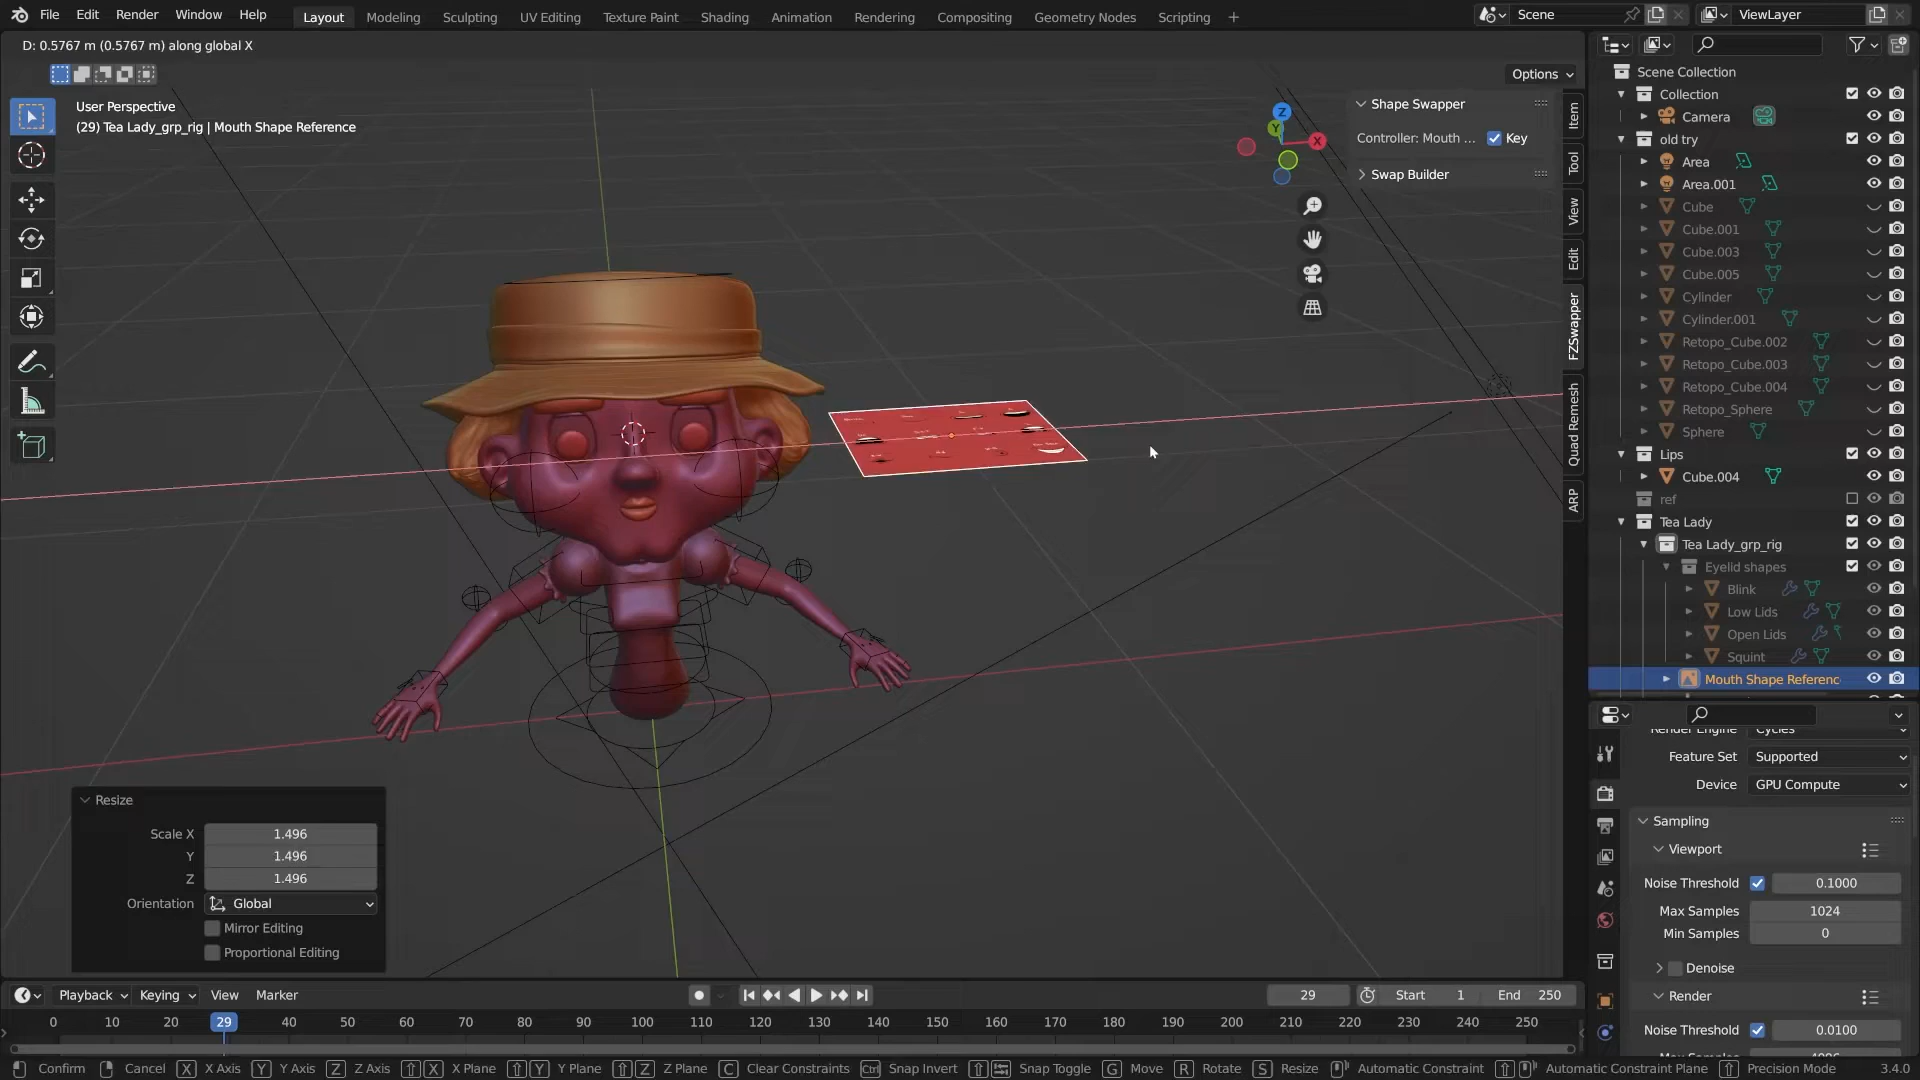 File Edit Render Window Help Layout Modeling Sculpting UV Editing Texture Paint Shading Animation Rendering Compositing Geometry Nodes Scripting + Scene ViewLayer
D: 0.5767 m (0.5767 m) along global X
Options
User Perspective
(29) Tea Lady_grp_rig | Mouth Shape Reference
Z
Y
X
Shape Swapper
Controller: Mouth ... Key
Swap Builder
Item
Tool
View
Edit
FZSwapper
Quad Remesh
ARP
Scene Collection
Collection
Camera
old try
Area
Area.001
Cube
Cube.001
Cube.003
Cube.005
Cylinder
Cylinder.001
Retopo_Cube.002
Retopo_Cube.003
Retopo_Cube.004
Retopo_Sphere
Sphere
Lips
Cube.004
ref
Tea Lady
Tea Lady_grp_rig
Eyelid shapes
Blink
Low Lids
Open Lids
Squint
Mouth Shape Referenc
Render Engine Cycles
Feature Set Supported
Device GPU Compute
Sampling
Viewport
Noise Threshold 0.1000
Max Samples 1024
Min Samples 0
Denoise
Render
Noise Threshold 0.0100
Max Samples 4096
Resize
Scale X 1.496
Y 1.496
Z 1.496
Orientation Global
Mirror Editing
Proportional Editing
Playback Keying View Marker 29 Start 1 End 250
0 10 20 29 40 50 60 70 80 90 100 110 120 130 140 150 160 170 180 190 200 210 220 230 240 250
Confirm Cancel X X Axis Y Y Axis Z Z Axis X X Plane Y Y Plane Z Z Plane C Clear Constraints Ctrl Snap Invert Snap Toggle G Move R Rotate S Resize Automatic Constraint Automatic Constraint Plane Precision Mode 3.4.0